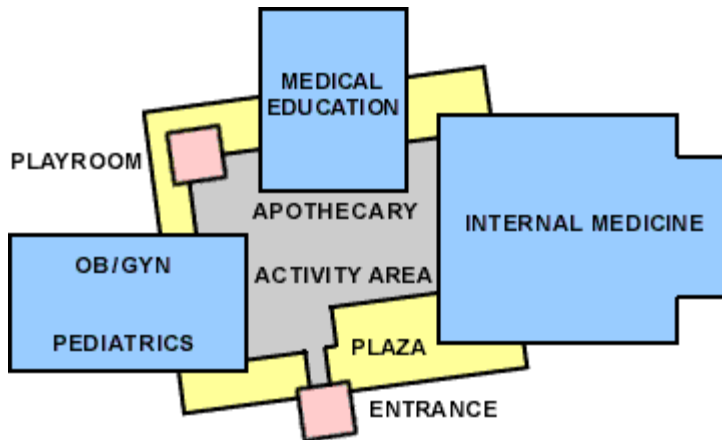 MEDICAL
EDUCATION
PLAYROOM
APOTHECARY
INTERNAL MEDICINE
OB/GYN
ACTIVITY AREA
PEDIATRICS
PLAZA
ENTRANCE